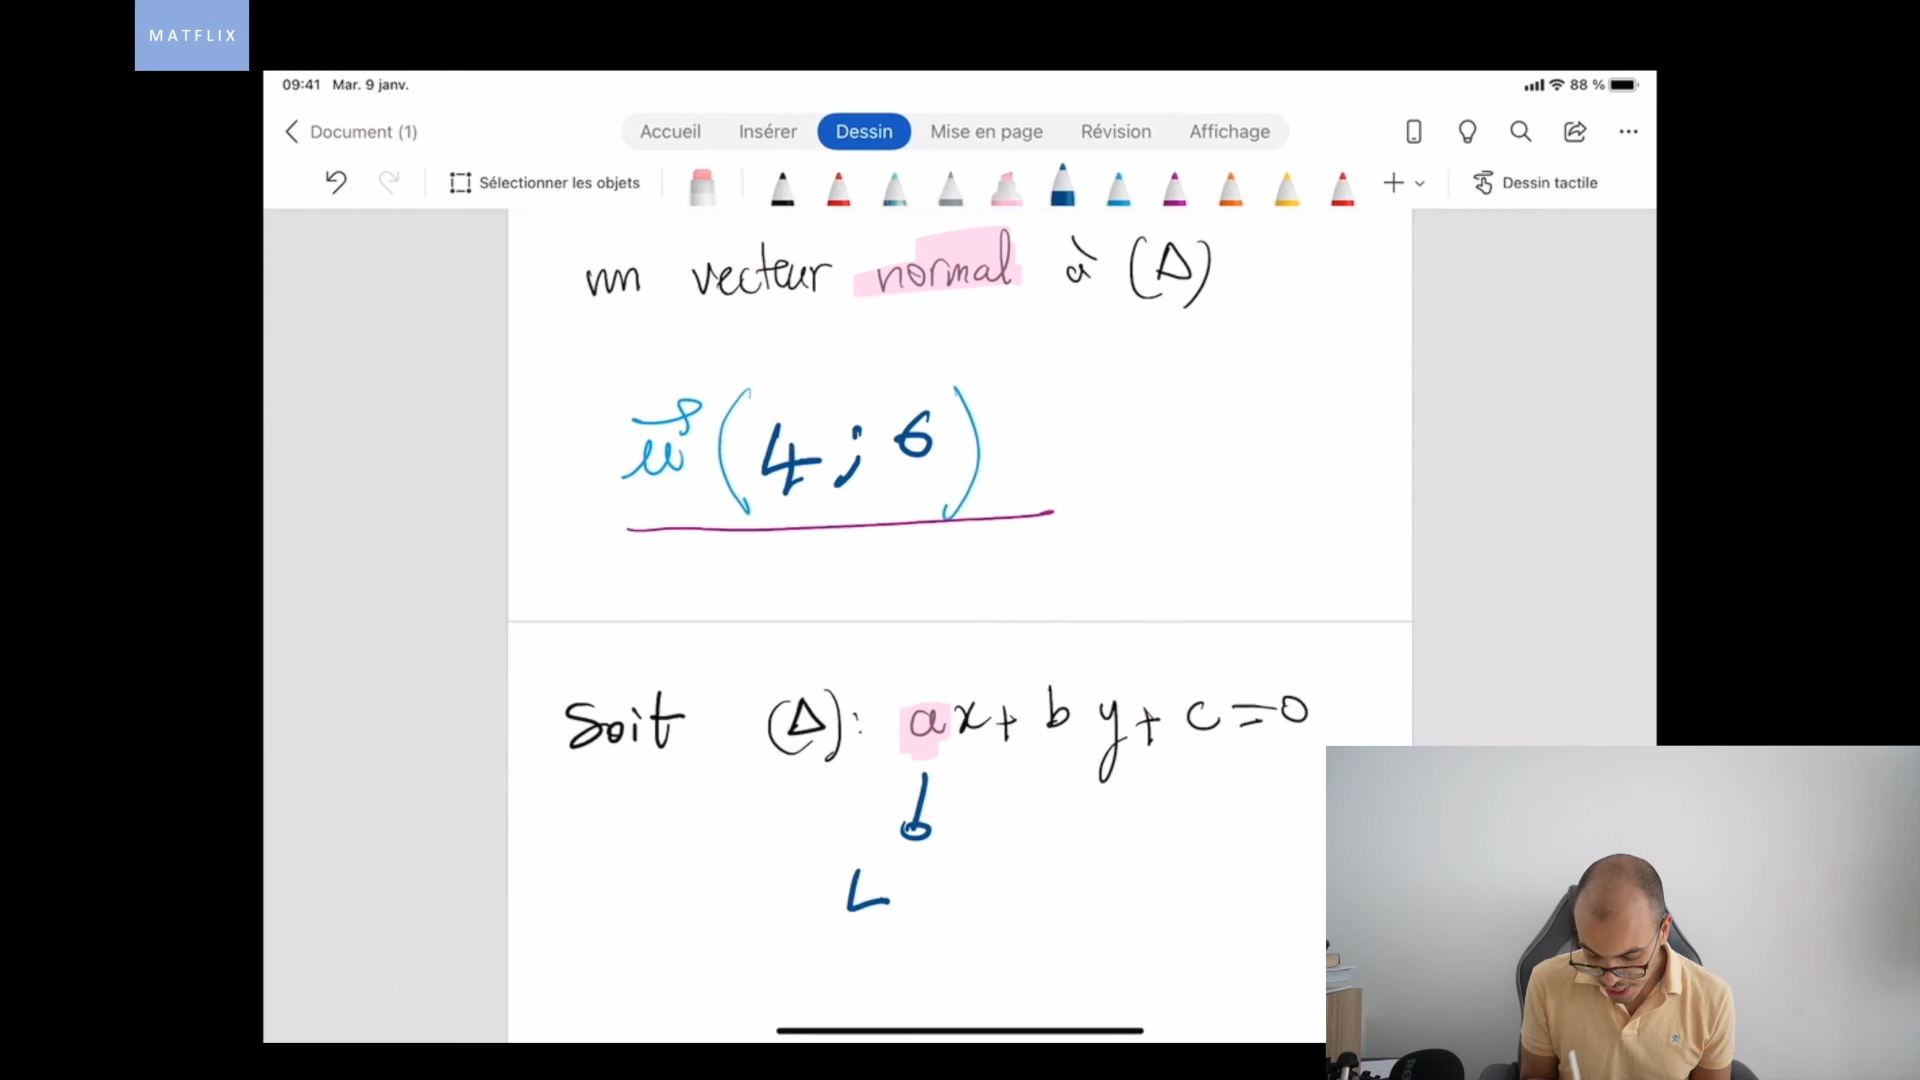 MATFLIX
09:41 Mar. 9 janv.
88 %
Document (1)
Accueil Insérer Dessin Mise en page Révision Affichage
Sélectionner les objets
Dessin tactile
un vecteur normal à (Δ)
(4 ; 6)
Soit (Δ): ax + by + c = 0